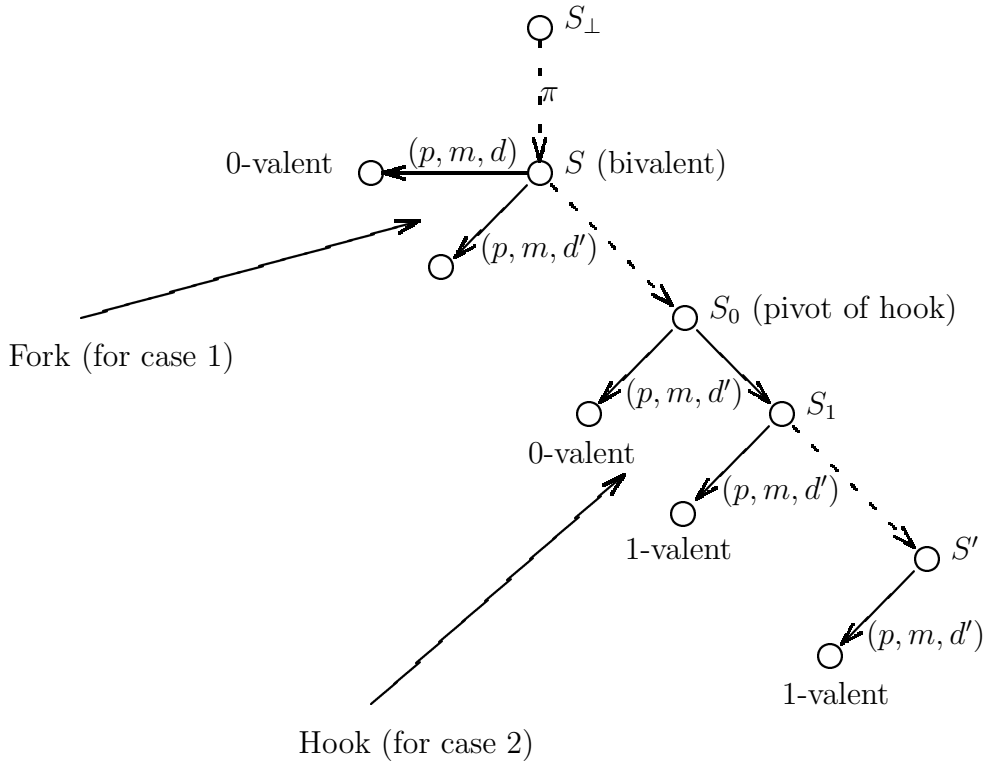 S⊥
π
0-valent
(p, m, d)
S (bivalent)
(p, m, d′)
S₀ (pivot of hook)
Fork (for case 1)
(p, m, d′)
S₁
0-valent
(p, m, d′)
1-valent
S′
(p, m, d′)
1-valent
Hook (for case 2)